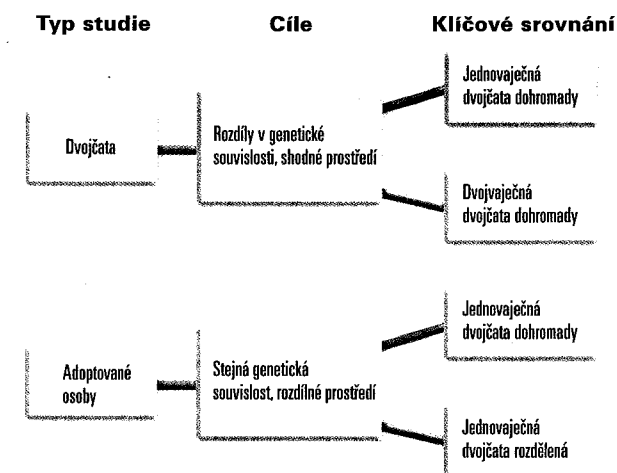 Typ studie
Cíle
Klíčové srovnání
Dvojčata
Rozdíly v genetické
souvislosti, shodné prostředí
Jednovaječná
dvojčata dohromady
Dvojvaječná
dvojčata dohromady
Adoptované
osoby
Stejná genetická
souvislost, rozdílné prostředí
Jednovaječná
dvojčata dohromady
Jednovaječná
dvojčata rozdělená